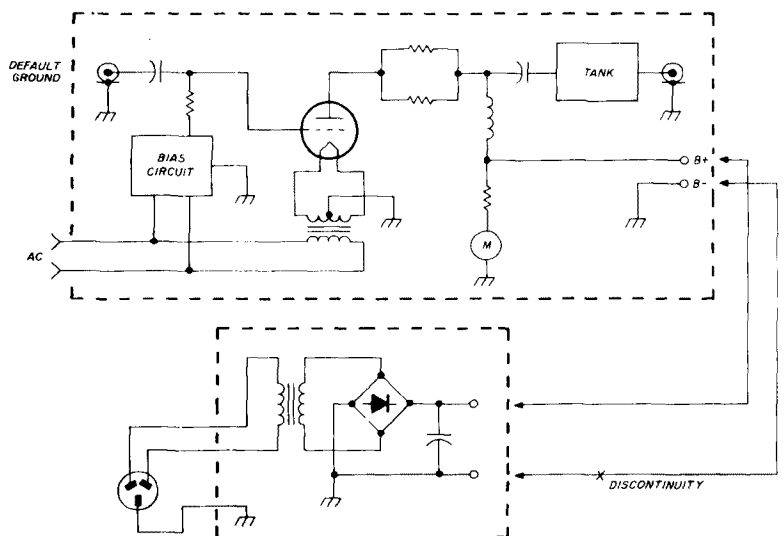 DEFAULT
GROUND
TANK
BIAS
CIRCUIT
B+
B-
AC
M
X
DISCONTINUITY